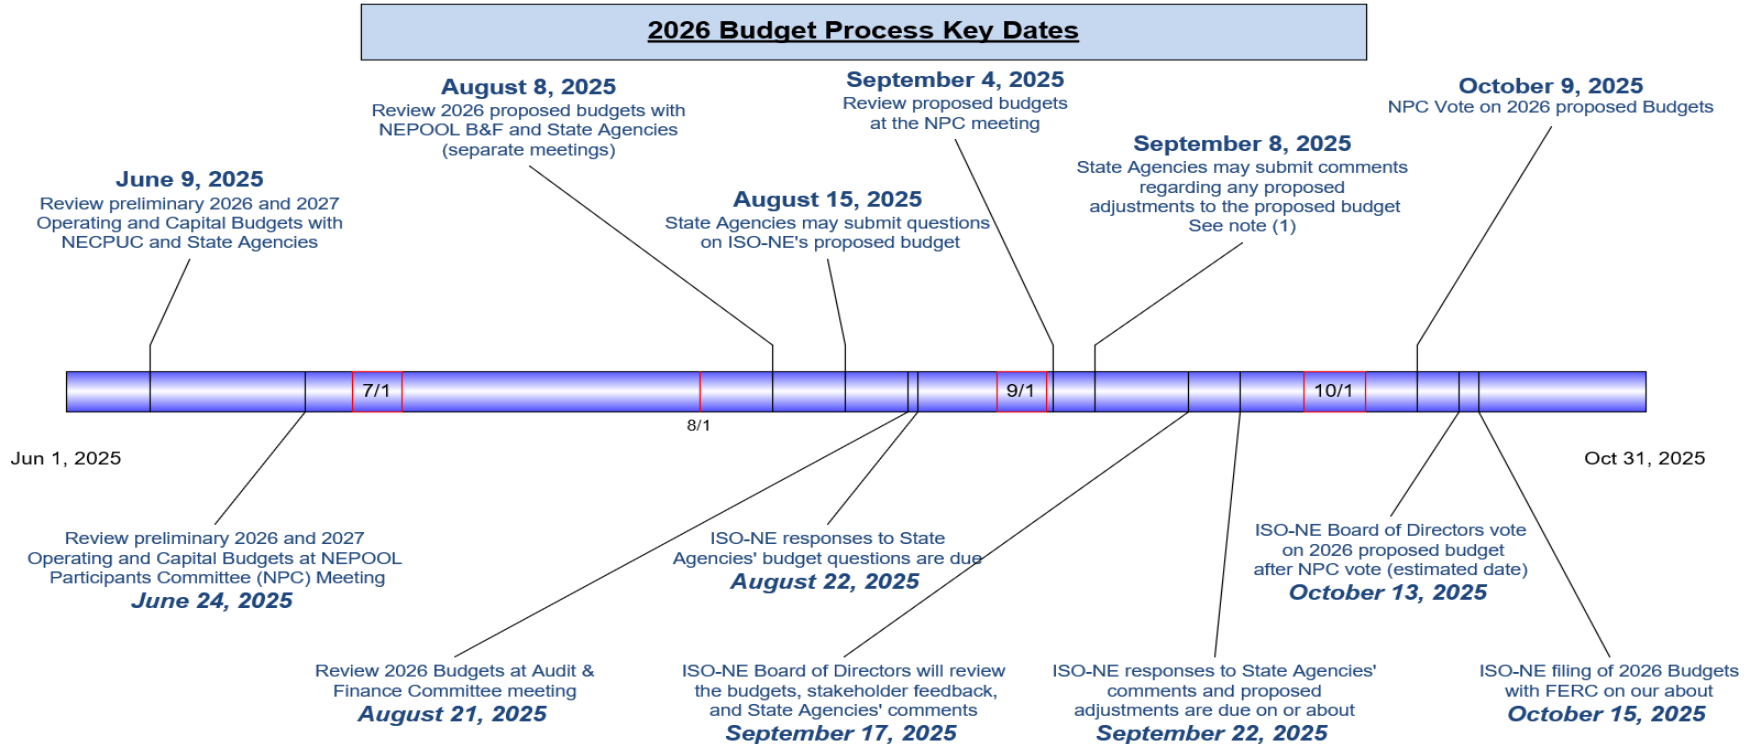 2026 Budget Process Key Dates
June 9, 2025
Review preliminary 2026 and 2027
Operating and Capital Budgets with
NECPUC and State Agencies
August 8, 2025
Review 2026 proposed budgets with
NEPOOL B&F and State Agencies
(separate meetings)
August 15, 2025
State Agencies may submit questions
on ISO-NE's proposed budget
September 4, 2025
Review proposed budgets
at the NPC meeting
September 8, 2025
State Agencies may submit comments
regarding any proposed
adjustments to the proposed budget
See note (1)
October 9, 2025
NPC Vote on 2026 proposed Budgets
7/1
8/1
9/1
10/1
Jun 1, 2025
Oct 31, 2025
Review preliminary 2026 and 2027
Operating and Capital Budgets at NEPOOL
Participants Committee (NPC) Meeting
June 24, 2025
Review 2026 Budgets at Audit &
Finance Committee meeting
August 21, 2025
ISO-NE responses to State
Agencies' budget questions are due
August 22, 2025
ISO-NE Board of Directors will review
the budgets, stakeholder feedback,
and State Agencies' comments
September 17, 2025
ISO-NE responses to State Agencies'
comments and proposed
adjustments are due on or about
September 22, 2025
ISO-NE Board of Directors vote
on 2026 proposed budget
after NPC vote (estimated date)
October 13, 2025
ISO-NE filing of 2026 Budgets
with FERC on our about
October 15, 2025